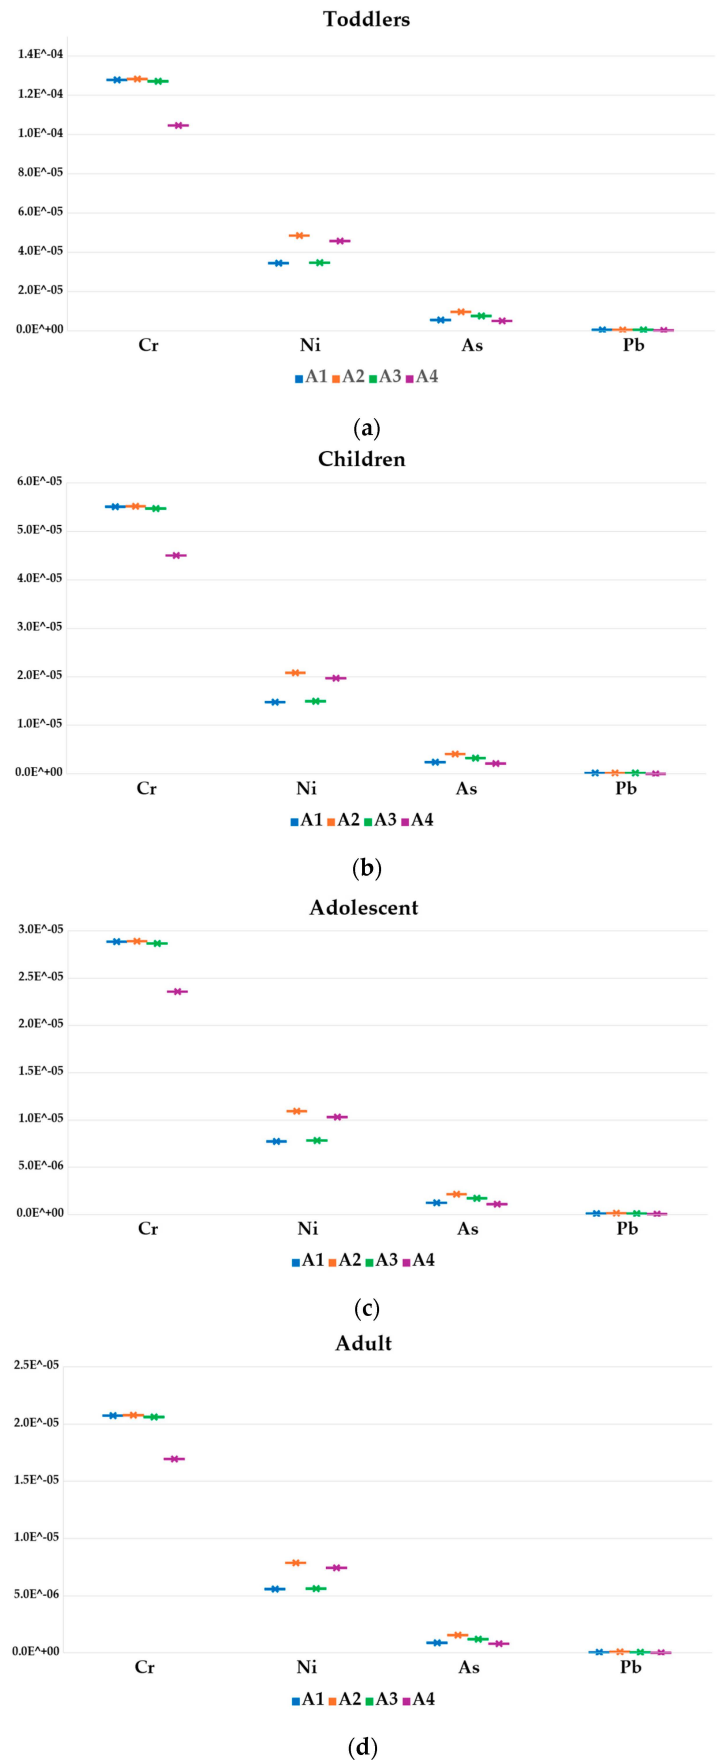 Toddlers
1.4E^-04
1.2E^-04
1.0E^-04
8.0E^-05
6.0E^-05
4.0E^-05
2.0E^-05
0.0E^+00
Cr Ni As Pb
A1 A2 A3 A4
(a)
Children
6.0E^-05
5.0E^-05
4.0E^-05
3.0E^-05
2.0E^-05
1.0E^-05
0.0E^+00
Cr Ni As Pb
A1 A2 A3 A4
(b)
Adolescent
3.0E^-05
2.5E^-05
2.0E^-05
1.5E^-05
1.0E^-05
5.0E^-06
0.0E^+00
Cr Ni As Pb
A1 A2 A3 A4
(c)
Adult
2.5E^-05
2.0E^-05
1.5E^-05
1.0E^-05
5.0E^-06
0.0E^+00
Cr Ni As Pb
A1 A2 A3 A4
(d)